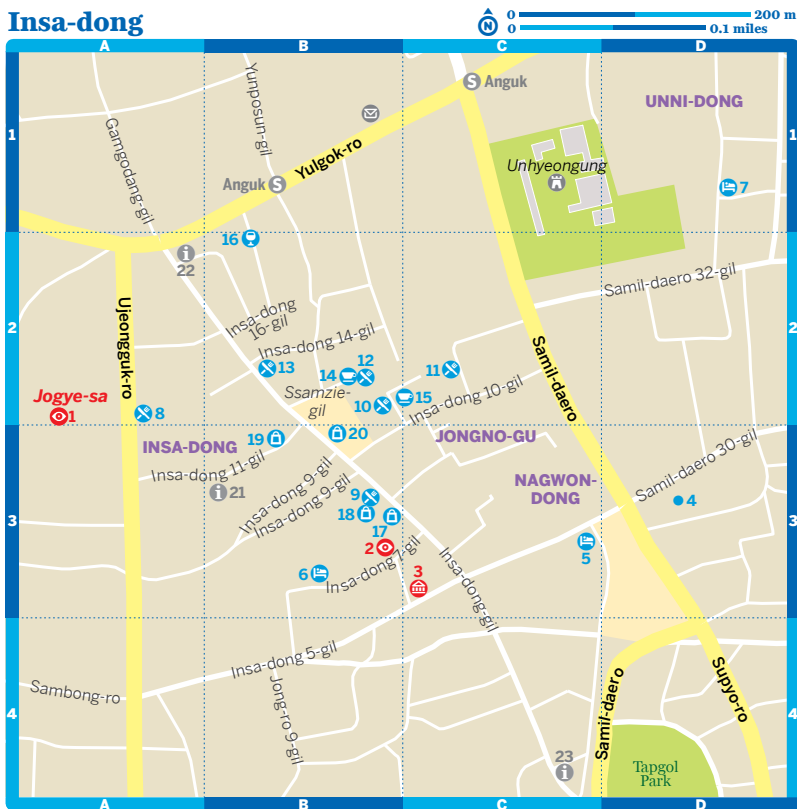 Insa-dong
N
0
200 m
0
0.1 miles
A
B
C
D
1
1
Yunposun-gil
S
Anguk
UNNI-DONG
Gamgodang-gil
Yulgok-ro
Unhyeongung
Anguk
S
7
16
i
22
2
2
Samil-daero 32-gil
Insa-dong
16-gil
Insa-dong 14-gil
Ujeongguk-ro
Samil-daero
13
12
14
11
Jogye-sa
1
8
Ssamzie-
gil
10
15
Insa-dong 10-gil
INSA-DONG
19
20
JONGNO-GU
Insa-dong 11-gil
i
21
Samil-daero 30-gil
NAGWON-
DONG
4
3
3
Insa-dong 9-gil
Insa-dong 9-gil
9
18
17
2
5
6
Insa-dong 7-gil
3
Insa-dong-gil
Insa-dong 5-gil
Sambong-ro
Jong-ro 9-gil
Samil-daero
Supyo-ro
4
4
23
i
Tapgol
Park
A
B
C
D